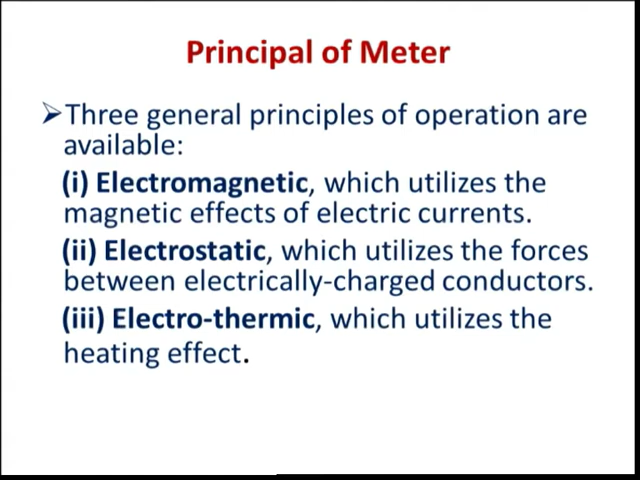 Principal of Meter
➢Three general principles of operation are
available:
(i) Electromagnetic, which utilizes the
magnetic effects of electric currents.
(ii) Electrostatic, which utilizes the forces
between electrically-charged conductors.
(iii) Electro-thermic, which utilizes the
heating effect.